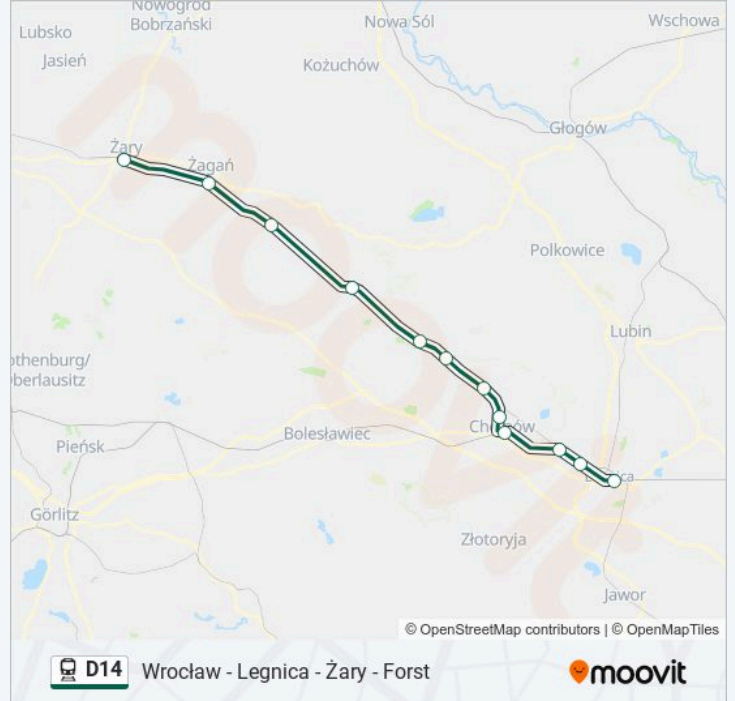 Nowogród
Bobrzański
Nowa Sól
Wschowa
Lubsko
Jasień
Kożuchów
Głogów
Żary
Żagań
Polkowice
Lubin
othenburg/
berlausitz
Bolesławiec
Pieńsk
Görlitz
Złotoryja
Jawor
moovit
© OpenStreetMap contributors | © OpenMapTiles
D14 Wrocław - Legnica - Żary - Forst
moovit